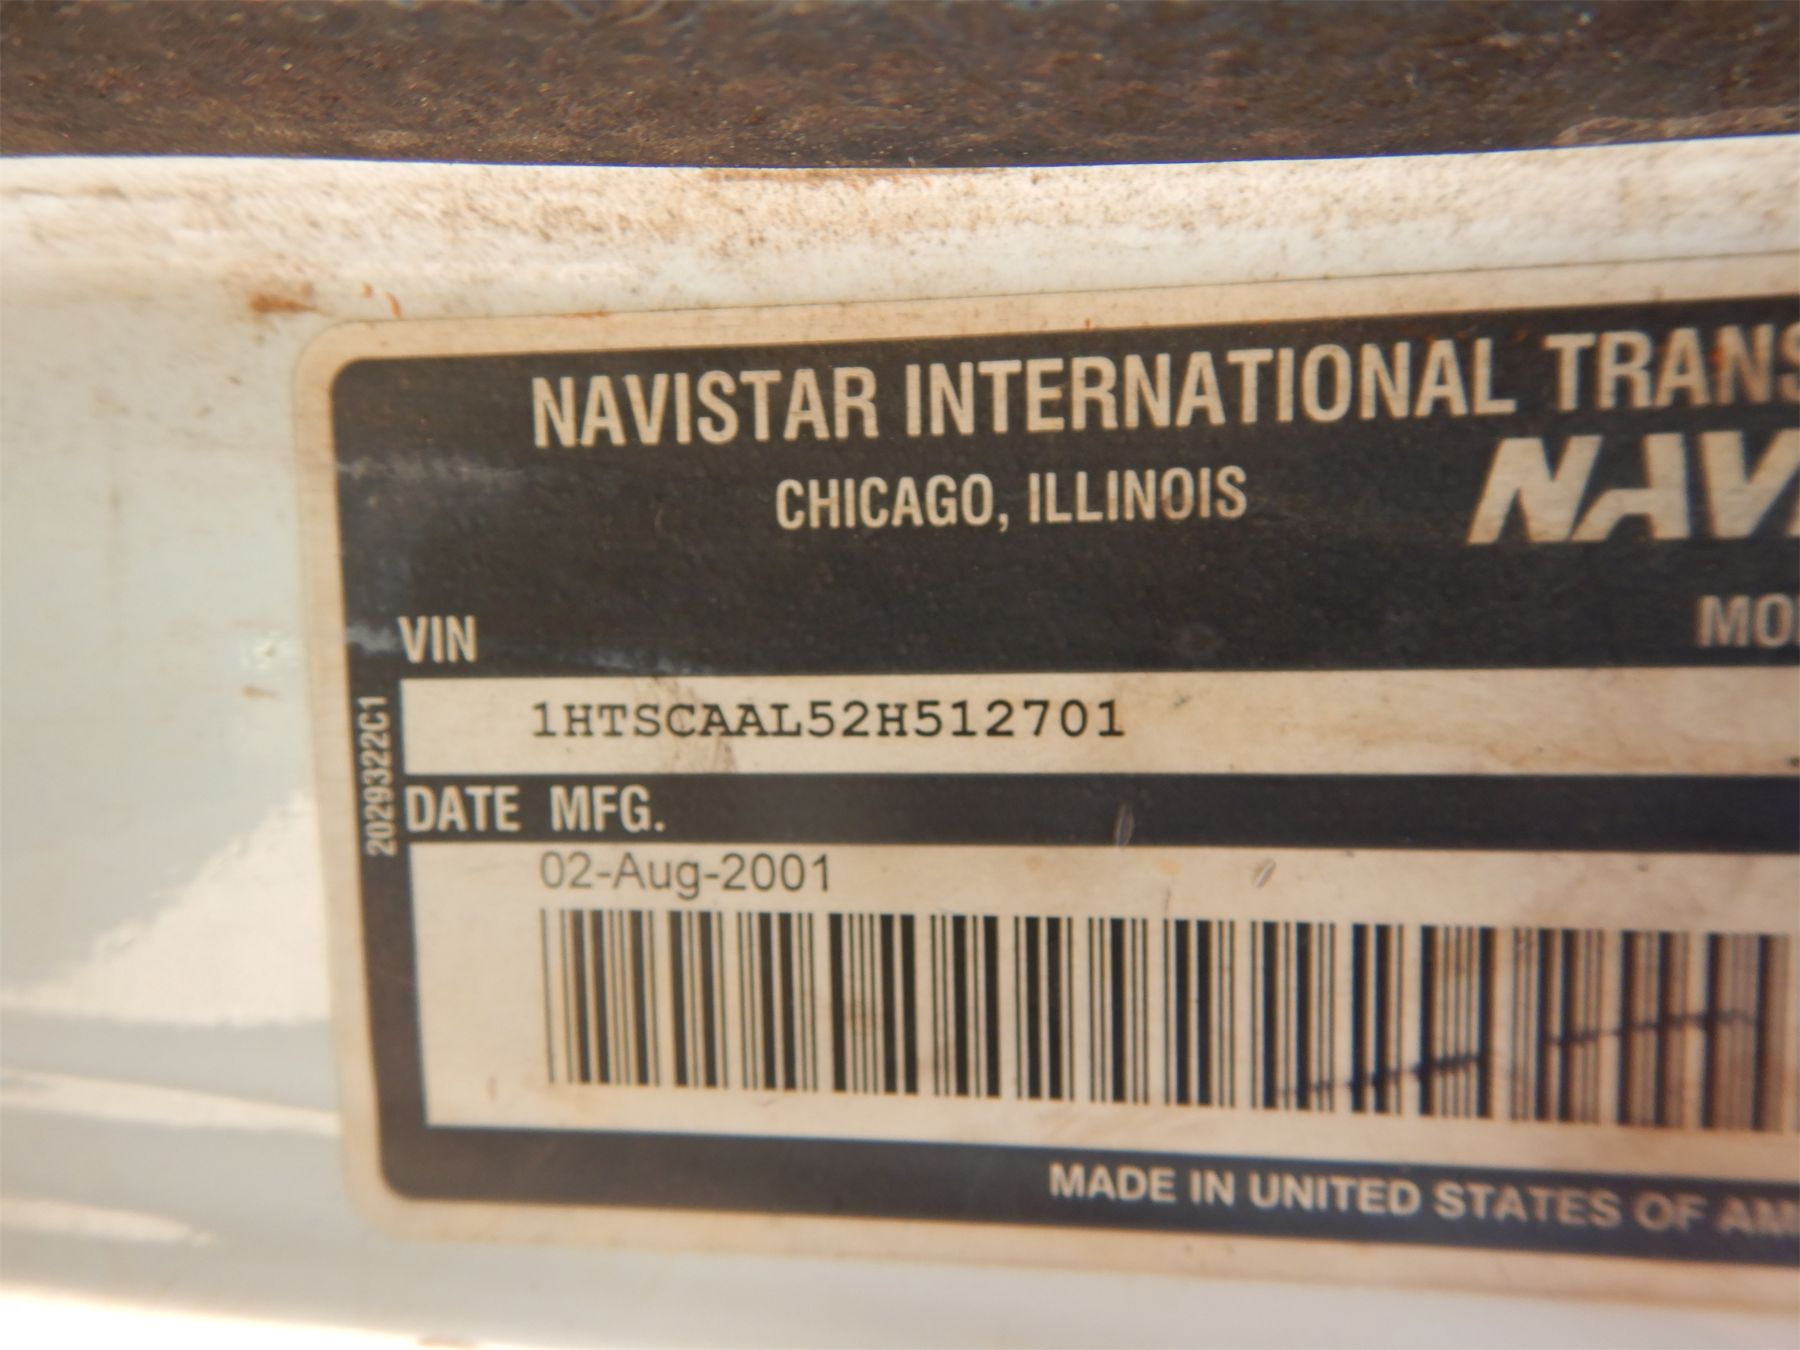 NAVISTAR INTERNATIONAL TRANS
CHICAGO, ILLINOIS
NAV
MO
VIN
1HTSCAAL52H512701
2029322C1
DATE MFG.
02-Aug-2001
MADE IN UNITED STATES OF AM